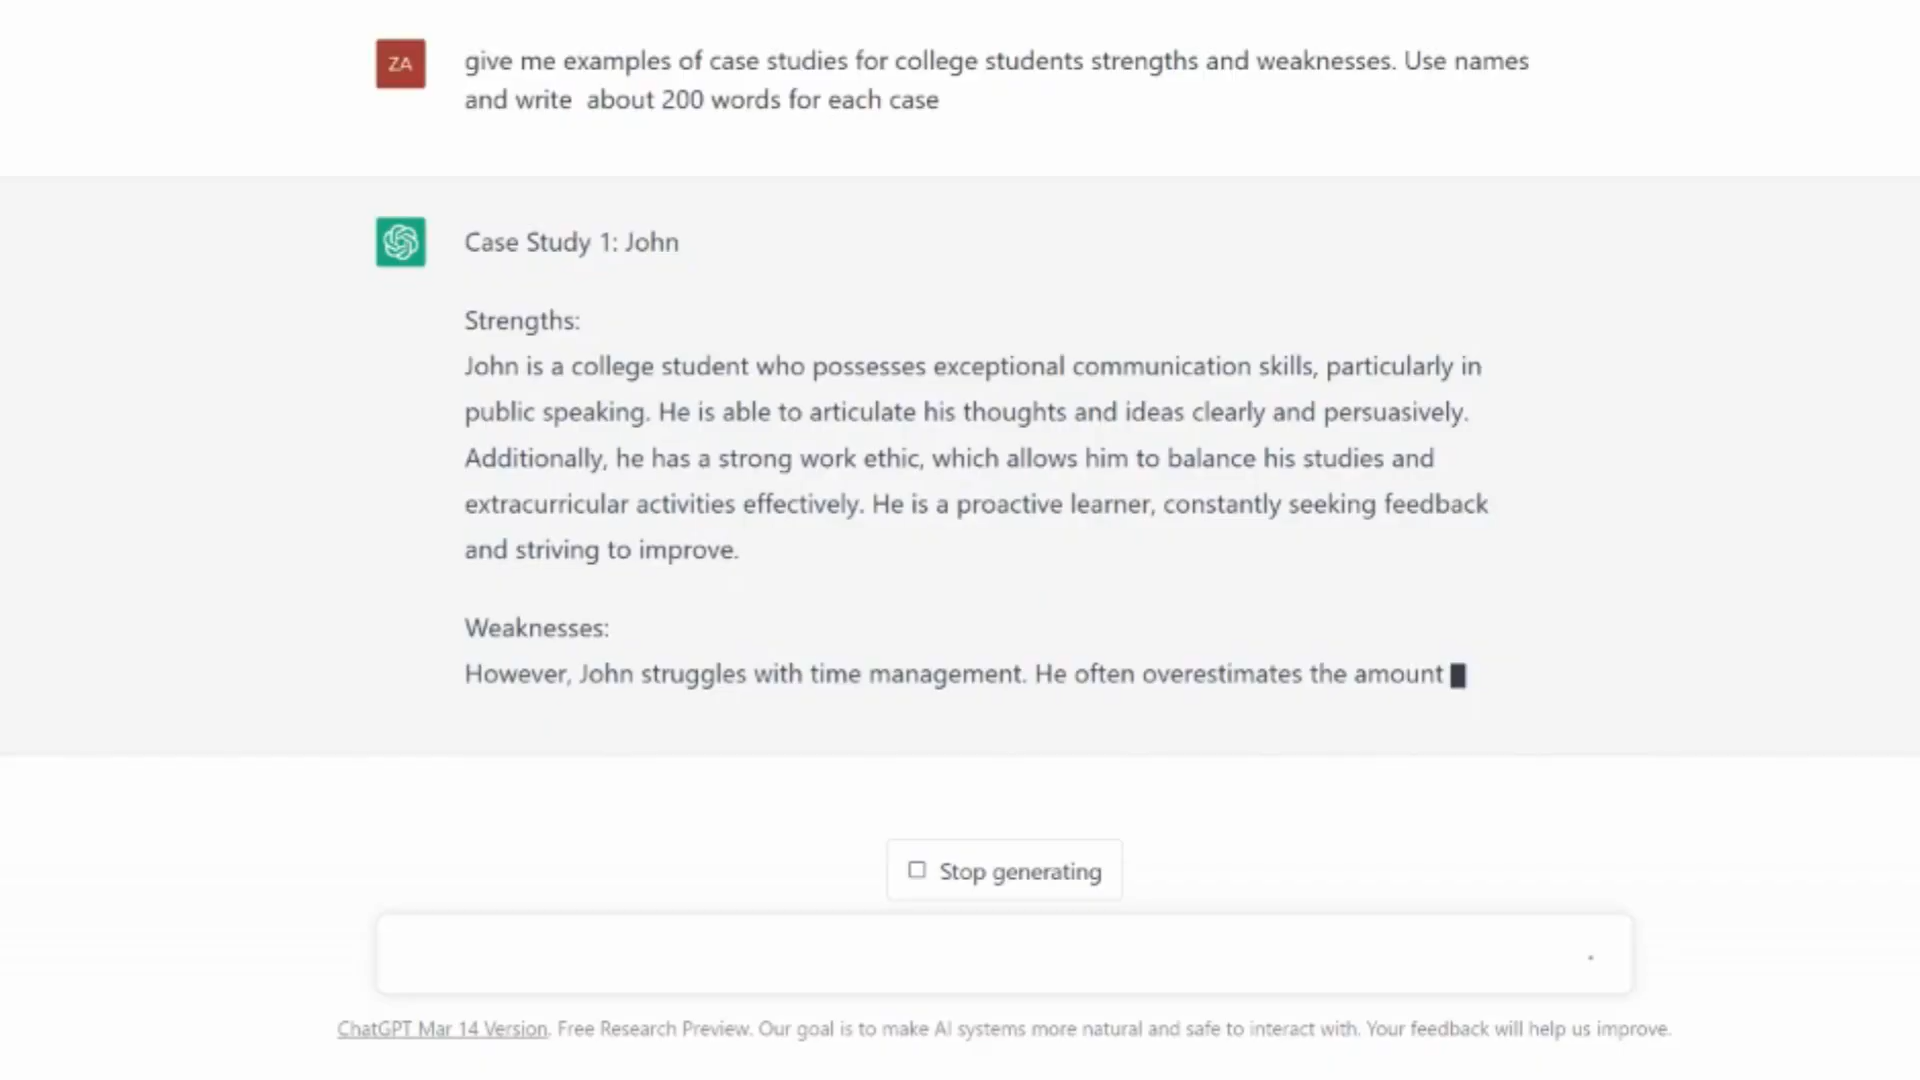 ZA
give me examples of case studies for college students strengths and weaknesses. Use names
and write  about 200 words for each case
Case Study 1: John
Strengths:
John is a college student who possesses exceptional communication skills, particularly in
public speaking. He is able to articulate his thoughts and ideas clearly and persuasively.
Additionally, he has a strong work ethic, which allows him to balance his studies and
extracurricular activities effectively. He is a proactive learner, constantly seeking feedback
and striving to improve.
Weaknesses:
However, John struggles with time management. He often overestimates the amount
Stop generating
ChatGPT Mar 14 Version. Free Research Preview. Our goal is to make AI systems more natural and safe to interact with. Your feedback will help us improve.